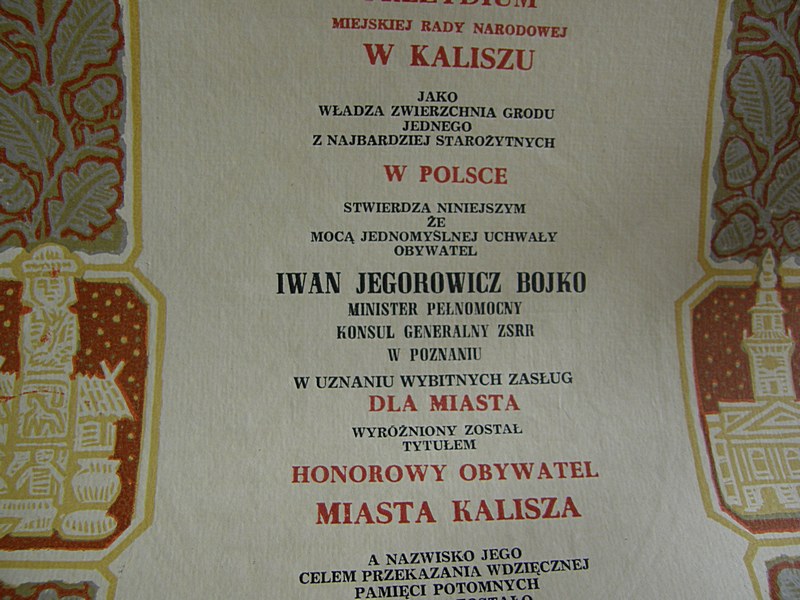 PREZYDIUM
MIEJSKIEJ RADY NARODOWEJ
W KALISZU
JAKO
WŁADZA ZWIERZCHNIA GRODU
JEDNEGO
Z NAJBARDZIEJ STAROŻYTNYCH
W POLSCE
STWIERDZA NINIEJSZYM
ŻE
MOCĄ JEDNOMYŚLNEJ UCHWAŁY
OBYWATEL
IWAN JEGOROWICZ BOJKO
MINISTER PEŁNOMOCNY
KONSUL GENERALNY ZSRR
W POZNANIU
W UZNANIU WYBITNYCH ZASŁUG
DLA MIASTA
WYRÓŻNIONY ZOSTAŁ
TYTUŁEM
HONOROWY OBYWATEL
MIASTA KALISZA
A NAZWISKO JEGO
CELEM PRZEKAZANIA WDZIĘCZNEJ
PAMIĘCI POTOMNYCH
ZOSTAŁO